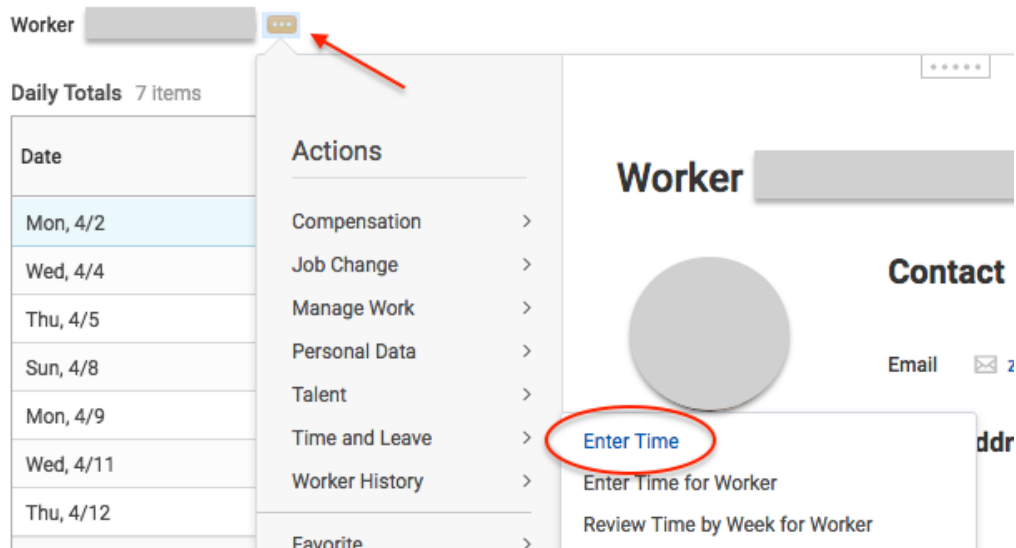 Worker
Daily Totals 7 items
Date
Mon, 4/2
Wed, 4/4
Thu, 4/5
Sun, 4/8
Mon, 4/9
Wed, 4/11
Thu, 4/12
Actions
Compensation
Job Change
Manage Work
Personal Data
Talent
Time and Leave
Worker History
Favorite
Worker
Contact
Email
Enter Time
Enter Time for Worker
Review Time by Week for Worker